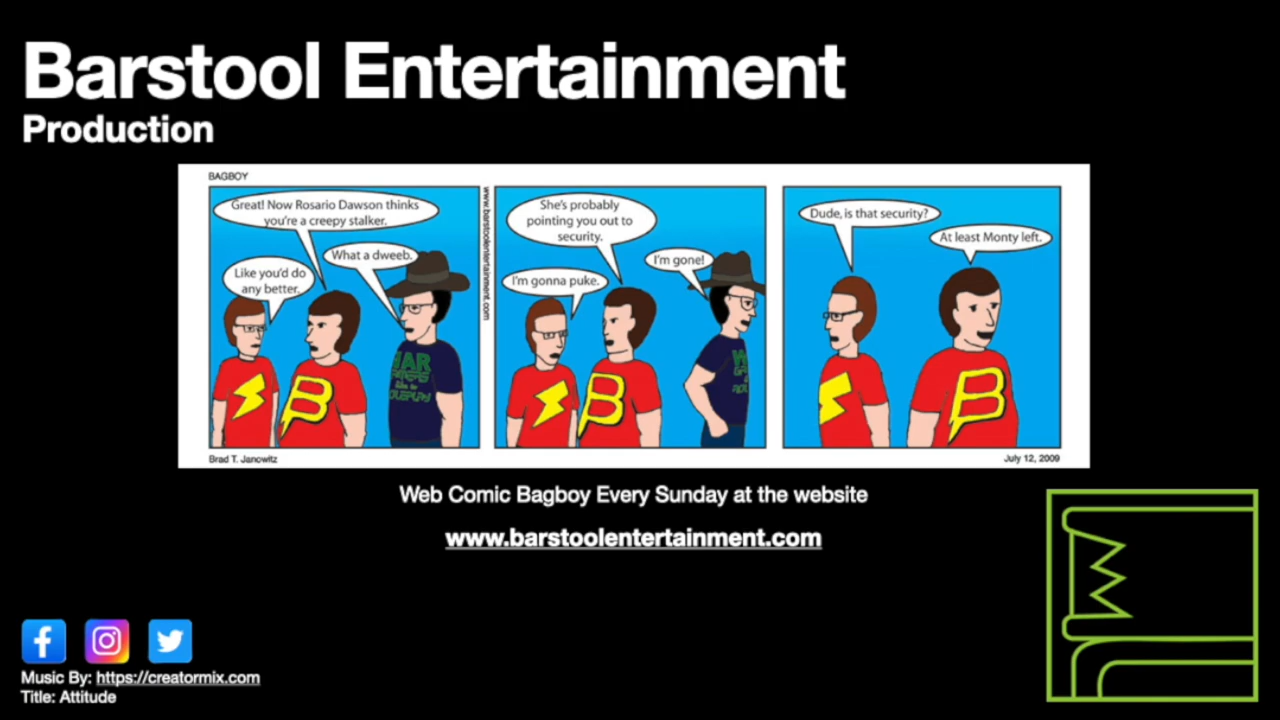 Barstool Entertainment
Production
BAGBOY
Great! Now Rosario Dawson thinks
you're a creepy stalker.
What a dweeb.
Like you'd do
any better.
www.barstoolentertainment.com
She's probably
pointing you out to
security.
I'm gone!
I'm gonna puke.
Dude, is that security?
At least Monty left.
B
B
B
Brad T. Janowitz
July 12, 2009
Web Comic Bagboy Every Sunday at the website
www.barstoolentertainment.com
Music By: https://creatormix.com
Title: Attitude